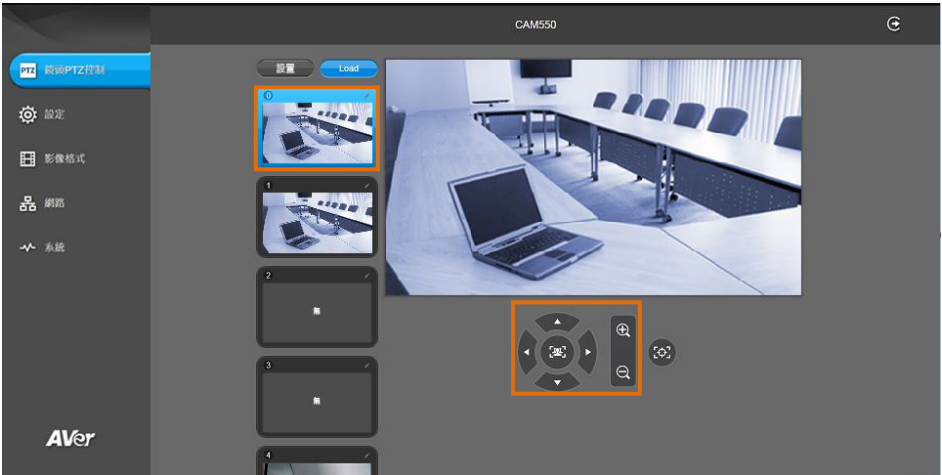 CAM550
PTZ 鏡頭PTZ控制
設定
影像格式
網路
系統
AVer
設置 Load
0
1
2
無
3
無
4